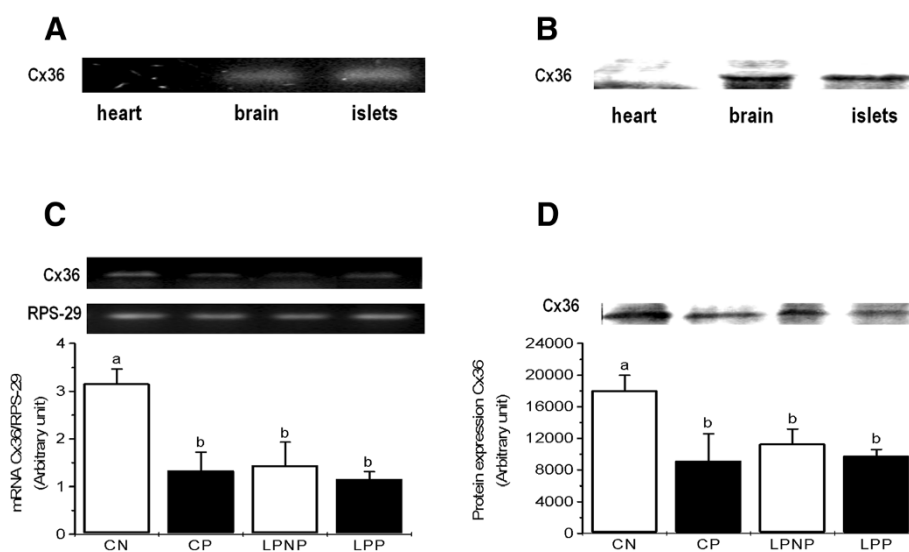 A
Cx36
heart brain islets
B
Cx36
heart brain islets
C
Cx36
RPS-29
mRNA Cx36/RPS-29
(Arbitrary unit)
4
3
2
1
0
a
b
b
b
CN CP LPNP LPP
D
Cx36
Protein expression Cx36
(Arbitrary unit)
24000
20000
16000
12000
8000
4000
0
a
b
b
b
CN CP LPNP LPP